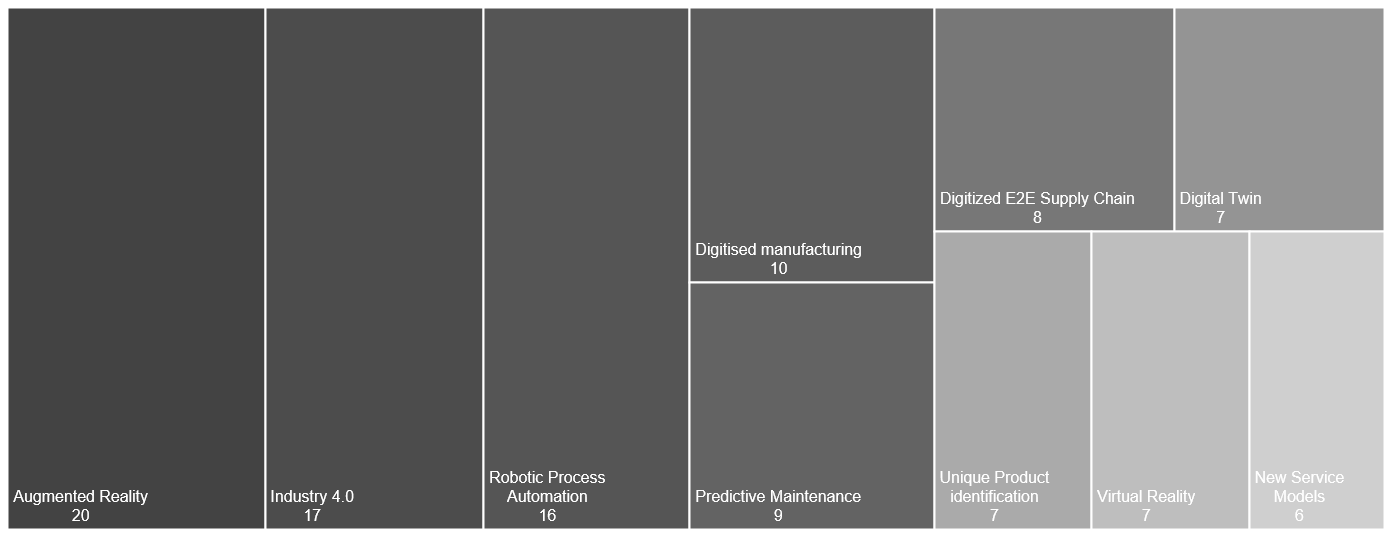 Augmented Reality
20
Industry 4.0
17
Robotic Process
Automation
16
Digitised manufacturing
10
Predictive Maintenance
9
Digitized E2E Supply Chain
8
Digital Twin
7
Unique Product
identification
7
Virtual Reality
7
New Service
Models
6